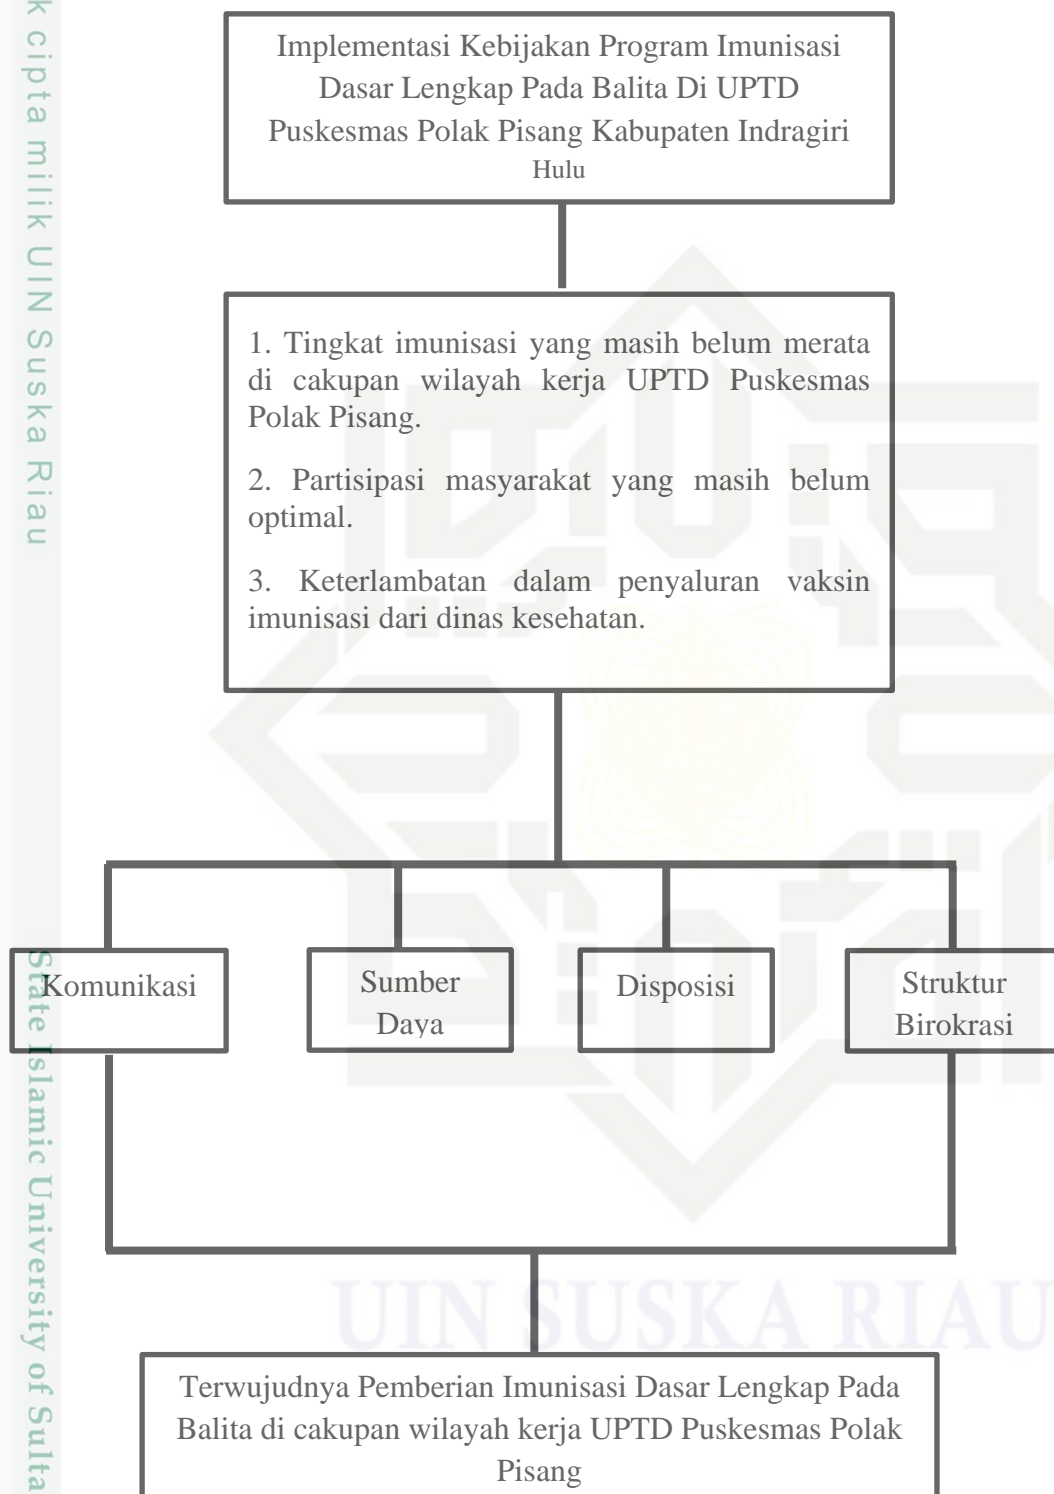 k cipta milik UIN Suska Riau
State Islamic University of Sulta
Implementasi Kebijakan Program Imunisasi
Dasar Lengkap Pada Balita Di UPTD
Puskesmas Polak Pisang Kabupaten Indragiri
Hulu
1. Tingkat imunisasi yang masih belum merata
di cakupan wilayah kerja UPTD Puskesmas
Polak Pisang.
2. Partisipasi masyarakat yang masih belum
optimal.
3. Keterlambatan dalam penyaluran vaksin
imunisasi dari dinas kesehatan.
Komunikasi
Sumber
Daya
Disposisi
Struktur
Birokrasi
UIN SUSKA RIAU
Terwujudnya Pemberian Imunisasi Dasar Lengkap Pada
Balita di cakupan wilayah kerja UPTD Puskesmas Polak
Pisang